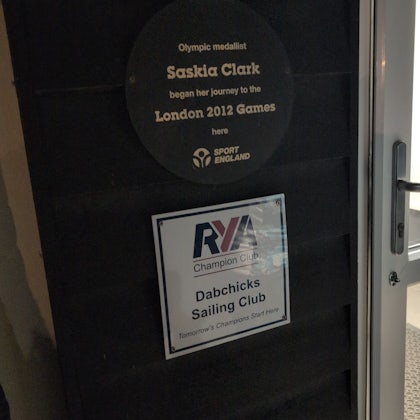 Olympic medallist
Saskia Clark
began her journey to the
London 2012 Games
here
SPORT
ENGLAND
RYA
Champion Club
Dabchicks
Sailing Club
Tomorrow's Champions Start Here